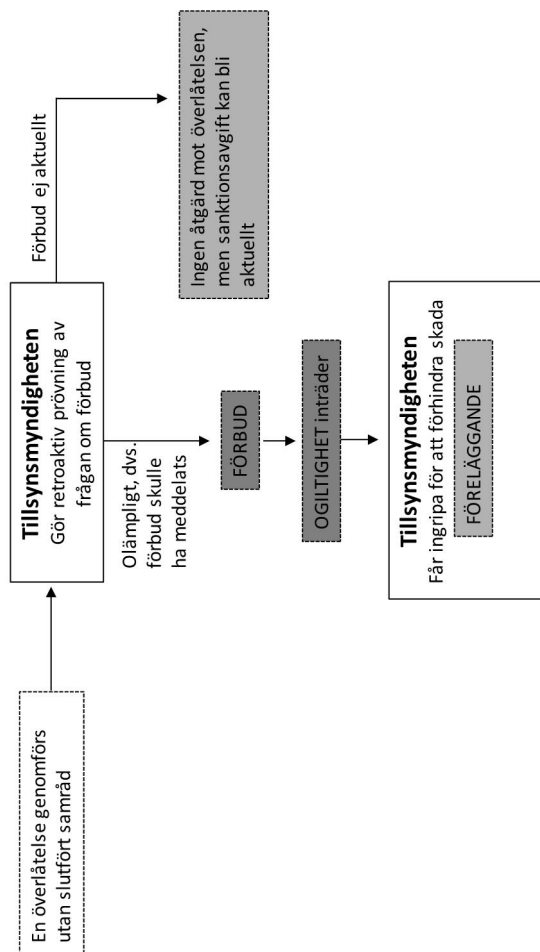 En överlåtelse genomförs
utan slutfört samråd
Tillsynsmyndigheten
Gör retroaktiv prövning av
frågan om förbud
Förbud ej aktuellt
Ingen åtgärd mot överlåtelsen,
men sanktionsavgift kan bli
aktuellt
Olämpligt, dvs.
förbud skulle
ha meddelats
FÖRBUD
OGILTIGHET inträder
Tillsynsmyndigheten
Får ingripa för att förhindra skada
FÖRELÄGGANDE